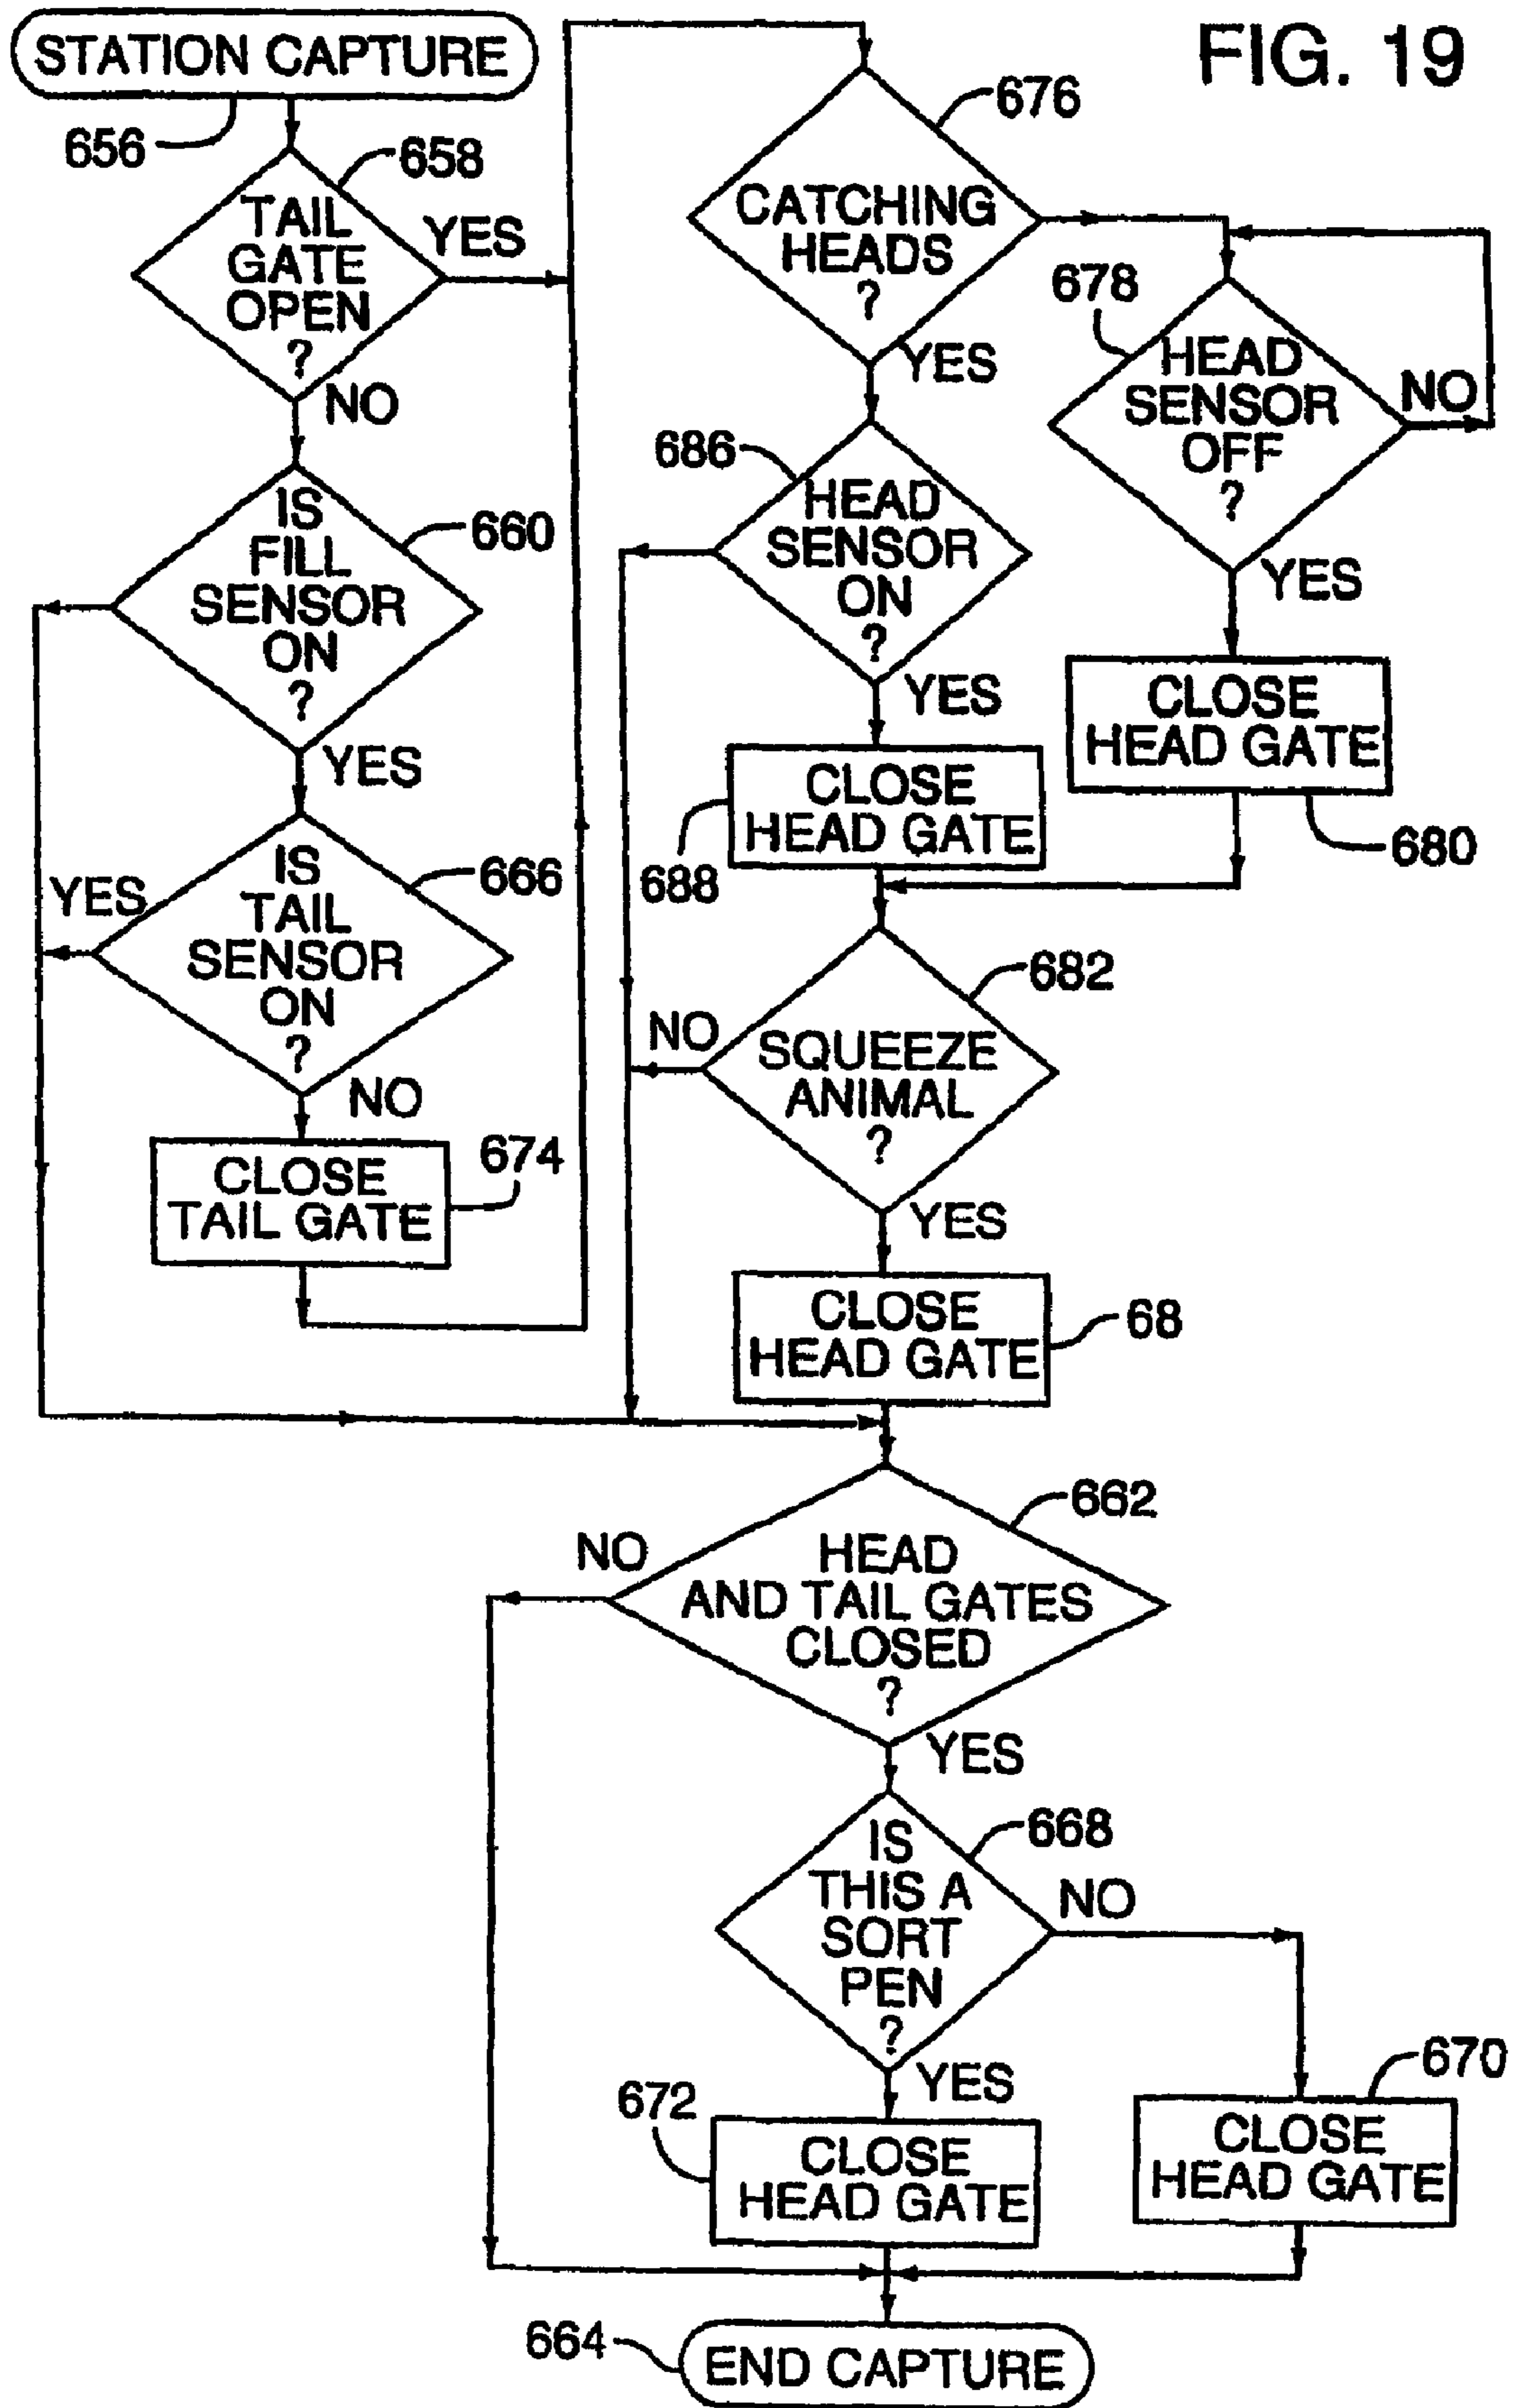 FIG. 19
STATION CAPTURE
656
658
TAIL
GATE
OPEN
?
YES
NO
IS
FILL
SENSOR
ON
?
660
YES
IS
TAIL
SENSOR
ON
?
666
YES
NO
CLOSE
TAIL GATE
674
676
CATCHING
HEADS
?
YES
678
HEAD
SENSOR
OFF
?
NO
YES
CLOSE
HEAD GATE
680
686
HEAD
SENSOR
ON
?
YES
CLOSE
HEAD GATE
688
682
SQUEEZE
ANIMAL
?
NO
YES
CLOSE
HEAD GATE
68
662
HEAD
AND TAIL GATES
CLOSED
?
NO
YES
668
IS
THIS A
SORT
PEN
?
NO
YES
672
CLOSE
HEAD GATE
670
CLOSE
HEAD GATE
664
END CAPTURE